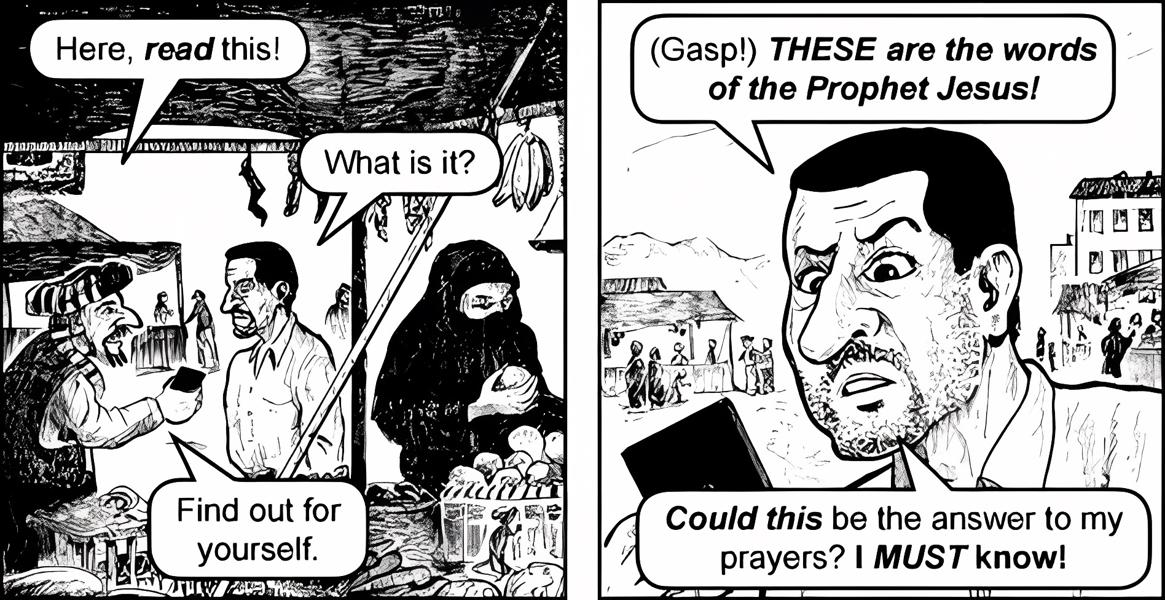 Here, read this!
What is it?
Find out for
yourself.
(Gasp!) THESE are the words
of the Prophet Jesus!
Could this be the answer to my
prayers? I MUST know!